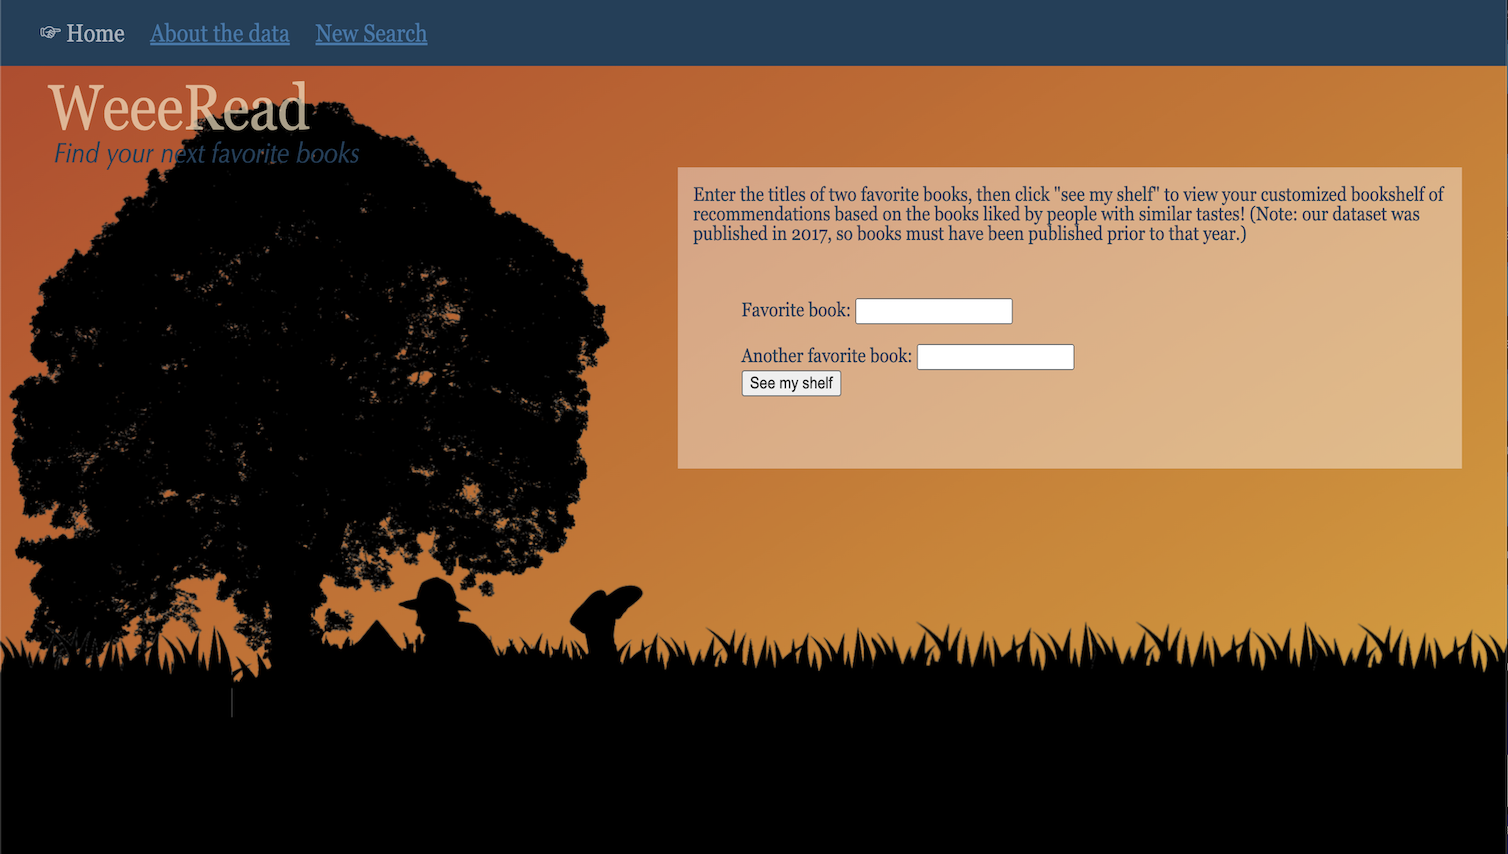 ☞ Home About the data New Search
WeeeRead
Find your next favorite books
Enter the titles of two favorite books, then click "see my shelf" to view your customized bookshelf of
recommendations based on the books liked by people with similar tastes! (Note: our dataset was
published in 2017, so books must have been published prior to that year.)
Favorite book:
Another favorite book:
See my shelf